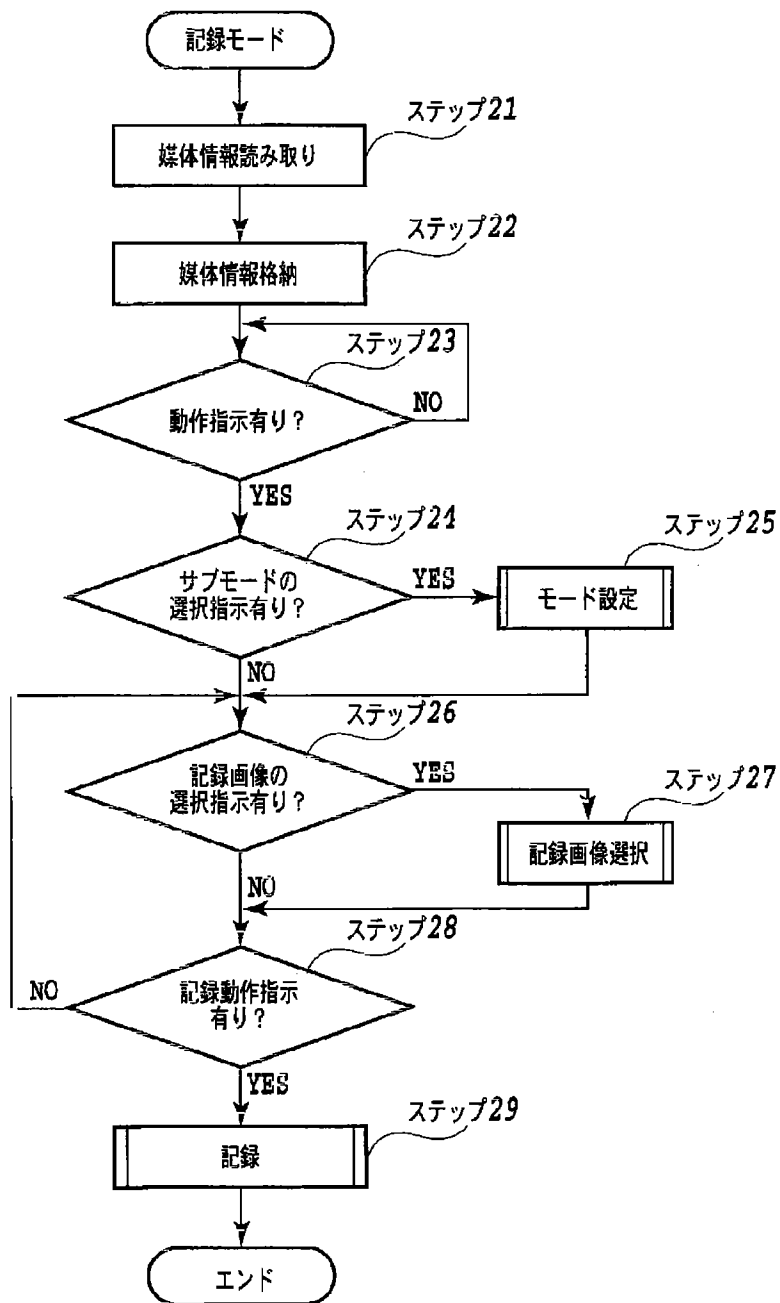 記録モード
ステップ21
媒体情報読み取り
ステップ22
媒体情報格納
ステップ23
動作指示有り？
NO
YES
ステップ24
サブモードの
選択指示有り？
YES
ステップ25
モード設定
NO
ステップ26
記録画像の
選択指示有り？
YES
ステップ27
記録画像選択
NO
ステップ28
記録動作指示
有り？
NO
YES
ステップ29
記録
エンド